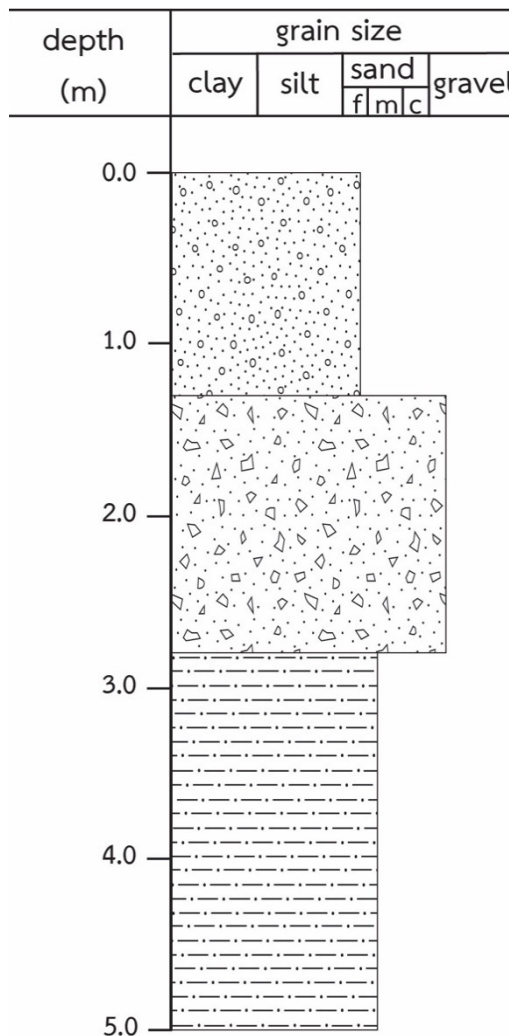 depth
(m)
grain size
clay
silt
sand
f m c
gravel
0.0
1.0
2.0
3.0
4.0
5.0